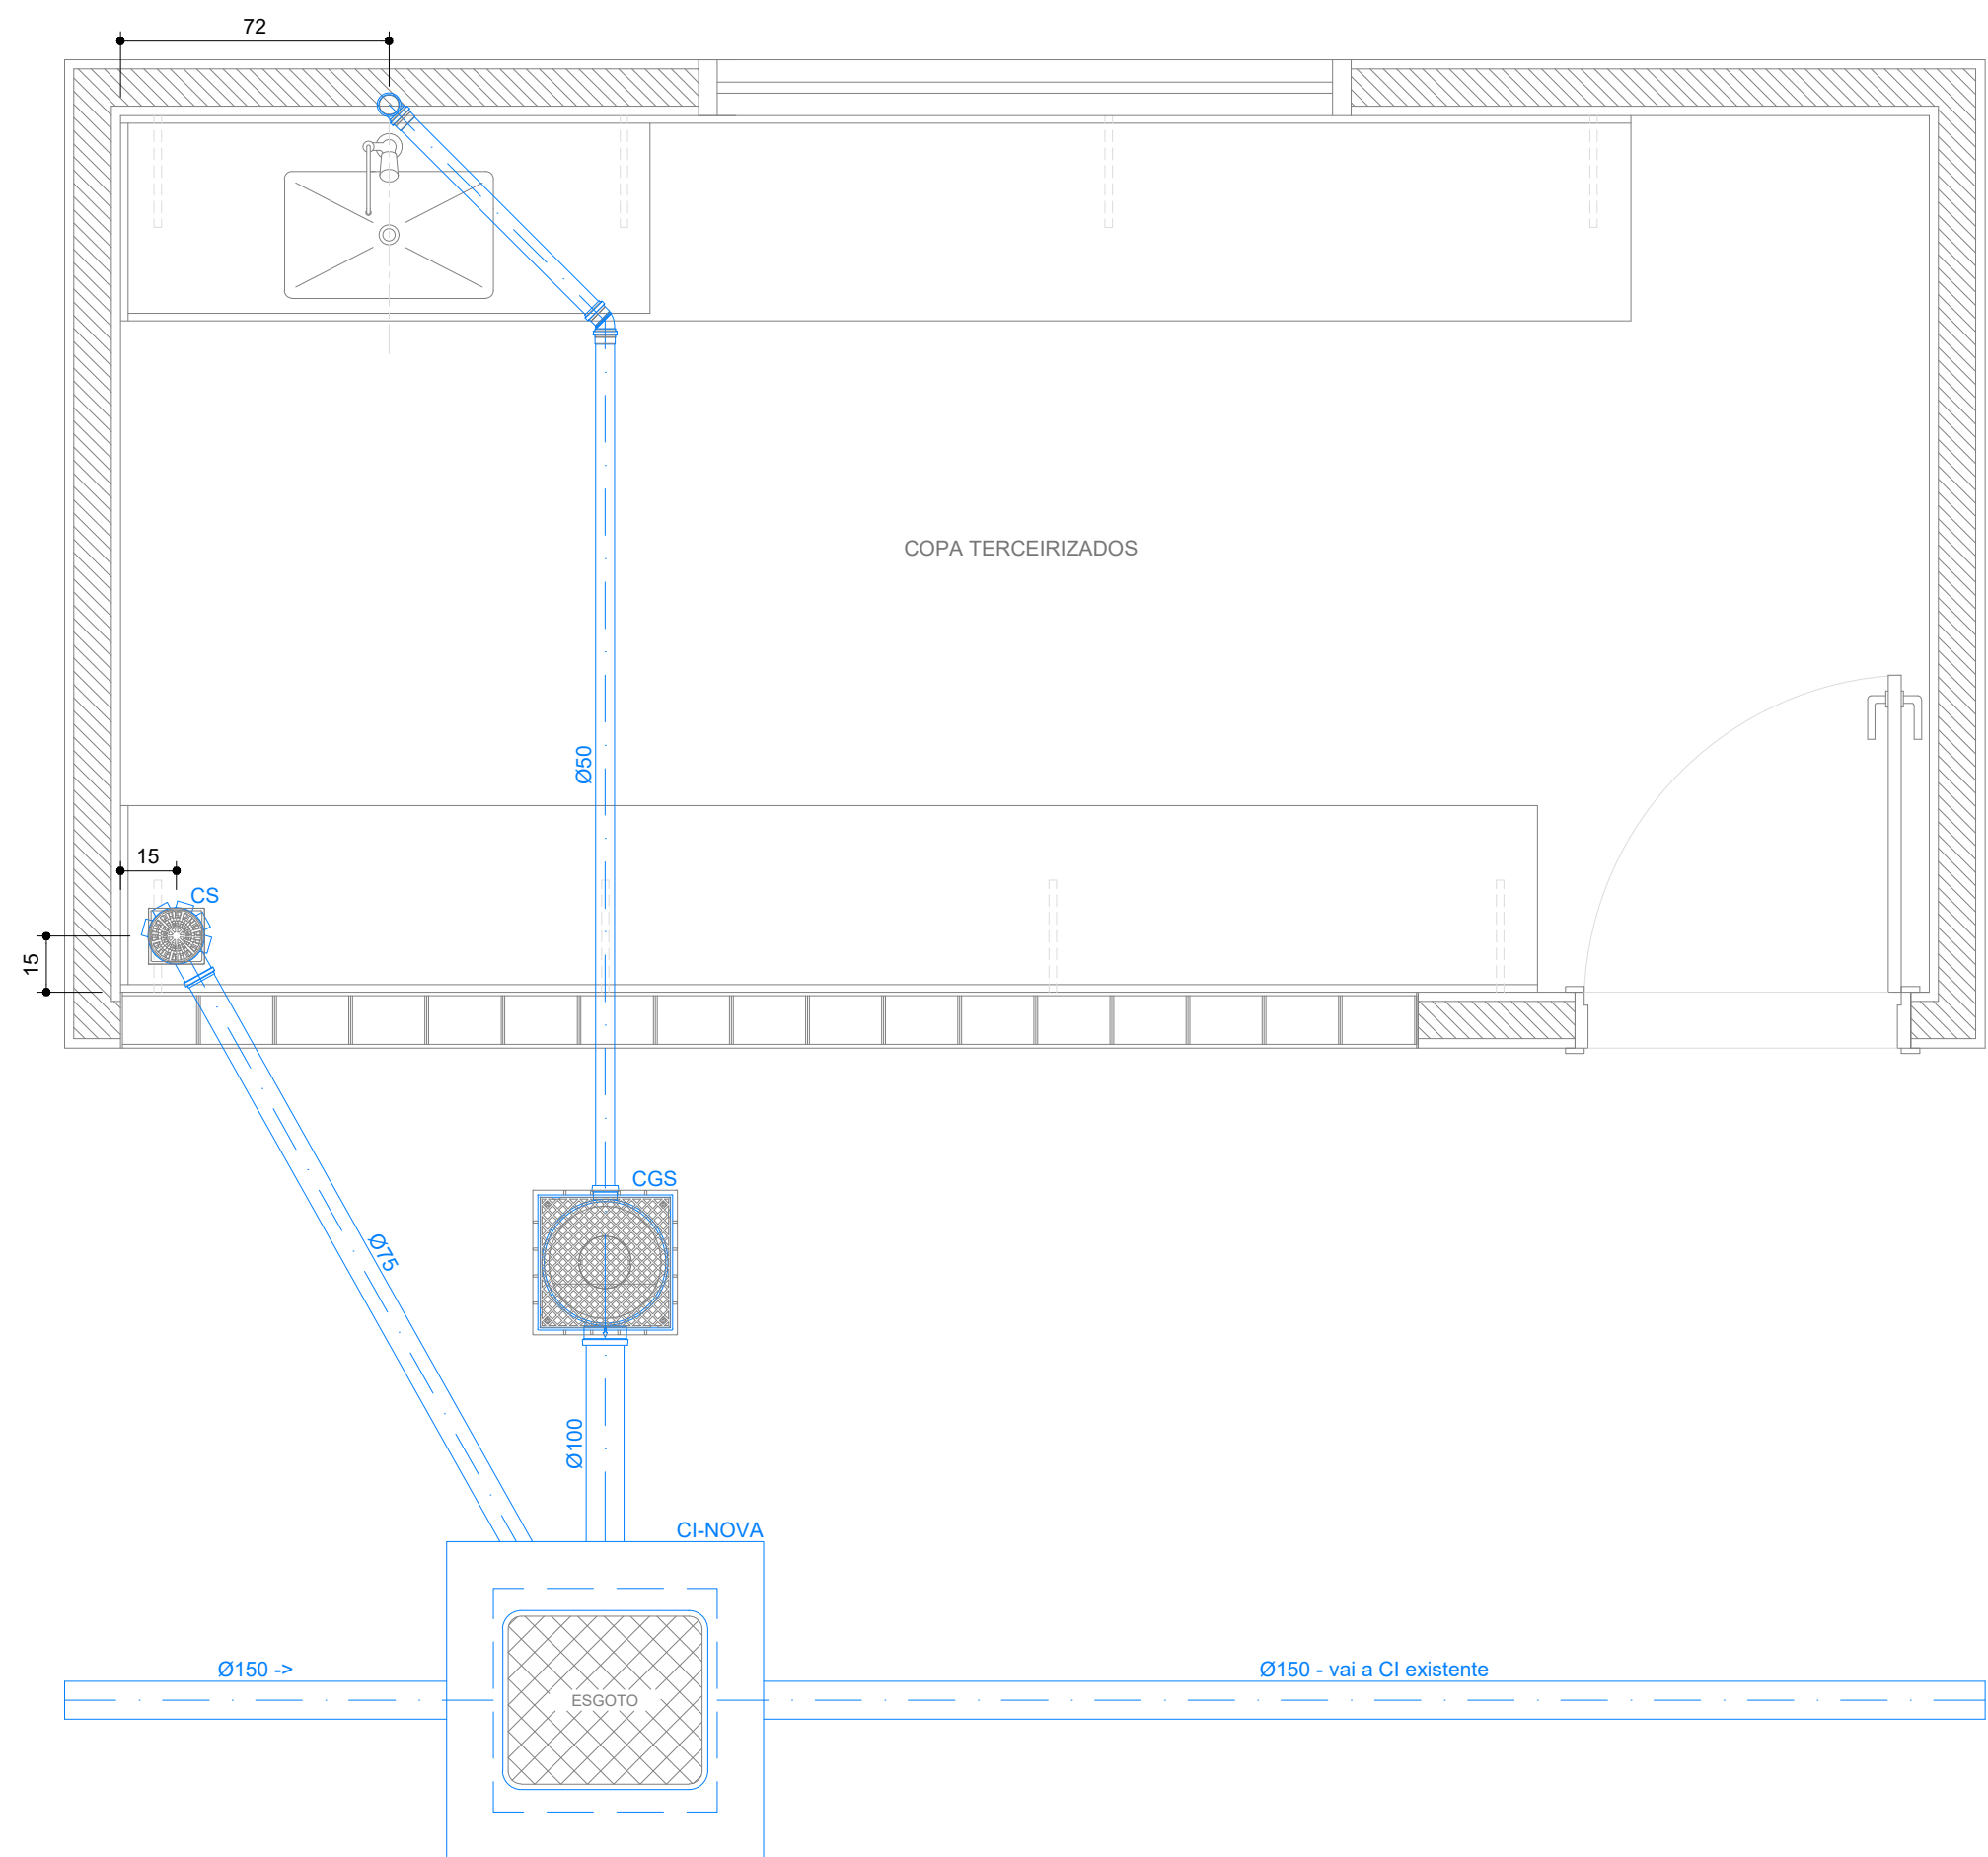 72
COPA TERCEIRIZADOS
Ø50
15
CS
15
CGS
Ø75
Ø100
CI-NOVA
Ø150 ->
Ø150 - vai a CI existente
ESGOTO